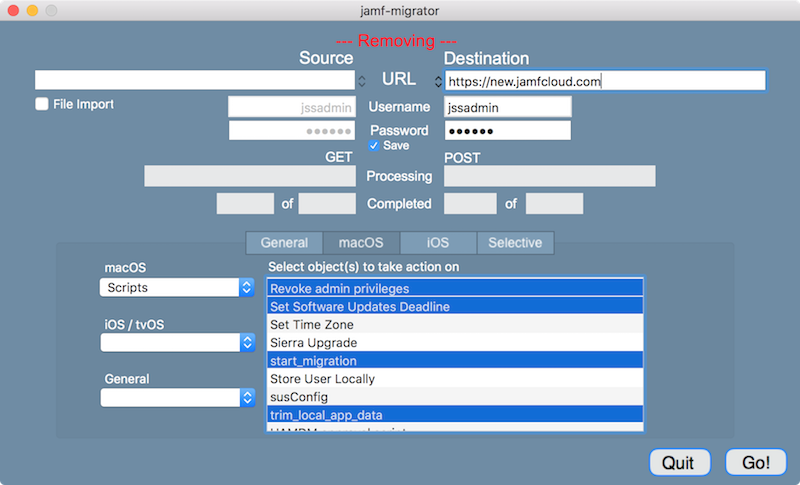 jamf-migrator
--- Removing ---
Source
Destination
URL
https://new.jamfcloud.com
File Import
jssadmin
Username
jssadmin
Password
Save
GET
POST
Processing
of
Completed
of
General
macOS
iOS
Selective
macOS
Select object(s) to take action on
Scripts
Revoke admin privileges
Set Software Updates Deadline
iOS / tvOS
Set Time Zone
Sierra Upgrade
start_migration
General
Store User Locally
susConfig
trim_local_app_data
Quit
Go!